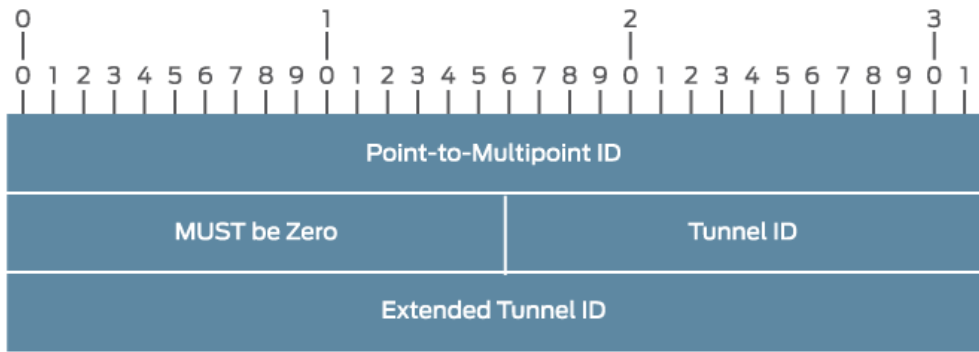 0 1 2 3
0 1 2 3 4 5 6 7 8 9 0 1 2 3 4 5 6 7 8 9 0 1 2 3 4 5 6 7 8 9 0 1
Point-to-Multipoint ID
MUST be Zero Tunnel ID
Extended Tunnel ID